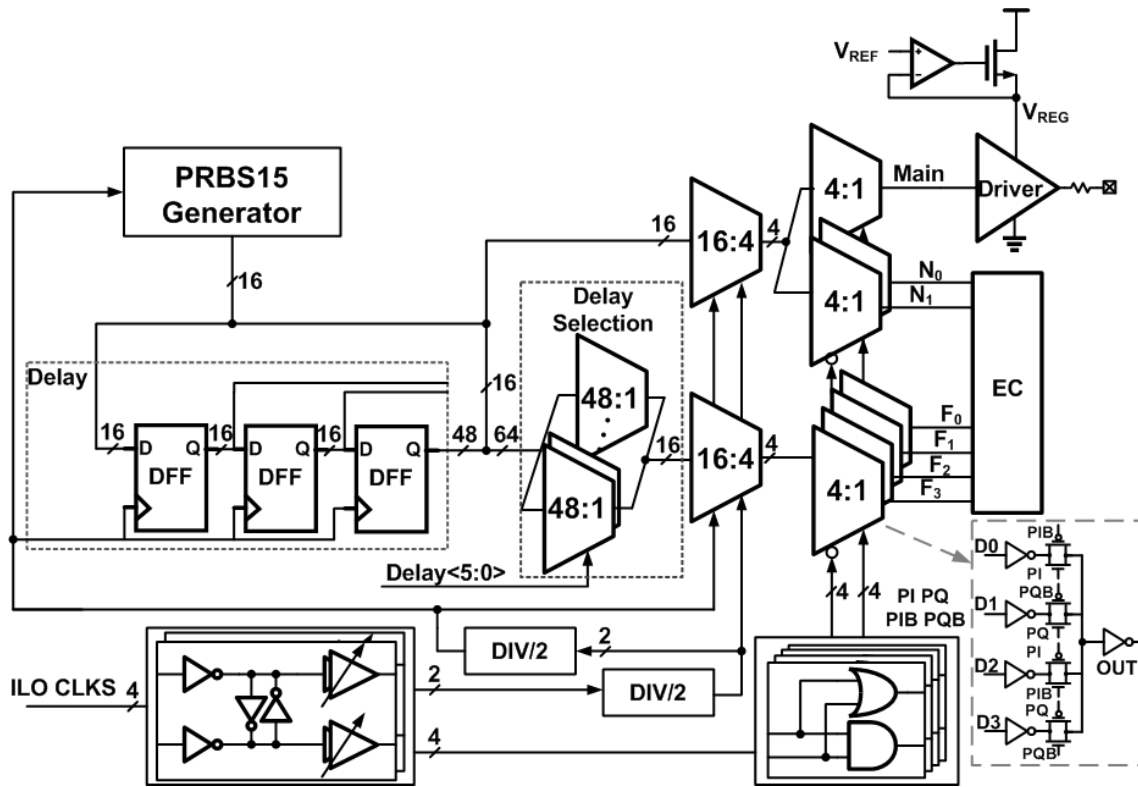 V_REF
+
−
V_REG
PRBS15
Generator
16
16
16:4
4
4:1
Main
Driver
4:1
N₀
N₁
EC
Delay
Selection
48:1
48:1
16
16:4
4
4:1
F₀
F₁
F₂
F₃
Delay
16
D Q
DFF
16
D Q
DFF
16
D Q
DFF
48
64
16
Delay<5:0>
4
4
PI PQ
PIB PQB
DIV/2
2
DIV/2
2
ILO CLKS
4
4
D0
PIB
PI
D1
PQB
PQ
D2
PI
PIB
D3
PQ
PQB
OUT